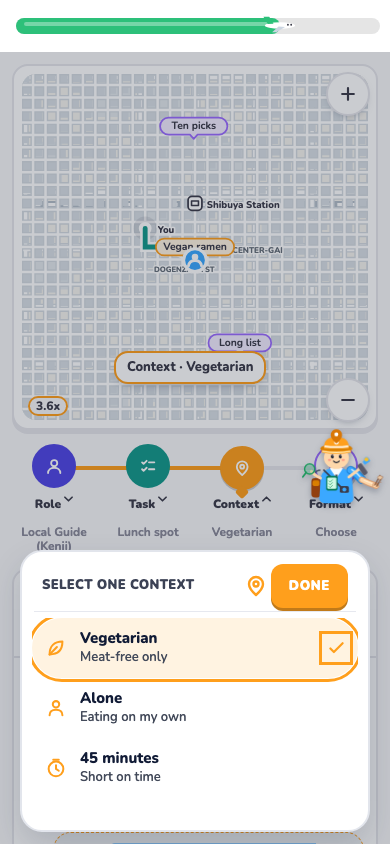 Ten picks
Shibuya Station
You
Vegan ramen
CENTER-GAI
ST
Long list
Context · Vegetarian
3.6x
Role
Task
Context
Format
Local Guide
(Kenji)
Lunch spot
Vegetarian
Choose
SELECT ONE CONTEXT
DONE
Vegetarian
Meat-free only
Alone
Eating on my own
45 minutes
Short on time